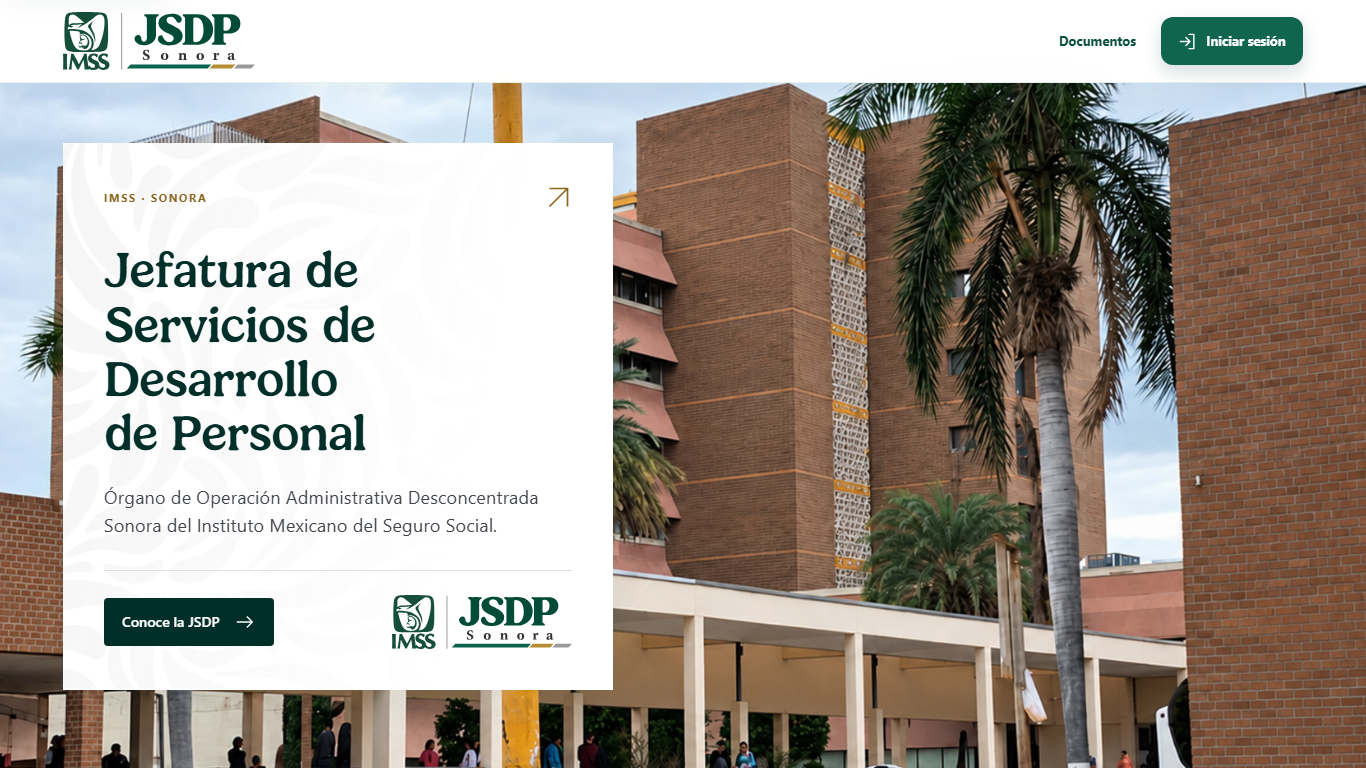 IMSS
JSDP
Sonora
Documentos
Iniciar sesión
IMSS · SONORA
Jefatura de
Servicios de
Desarrollo
de Personal
Órgano de Operación Administrativa Desconcentrada
Sonora del Instituto Mexicano del Seguro Social.
Conoce la JSDP
IMSS
JSDP
Sonora